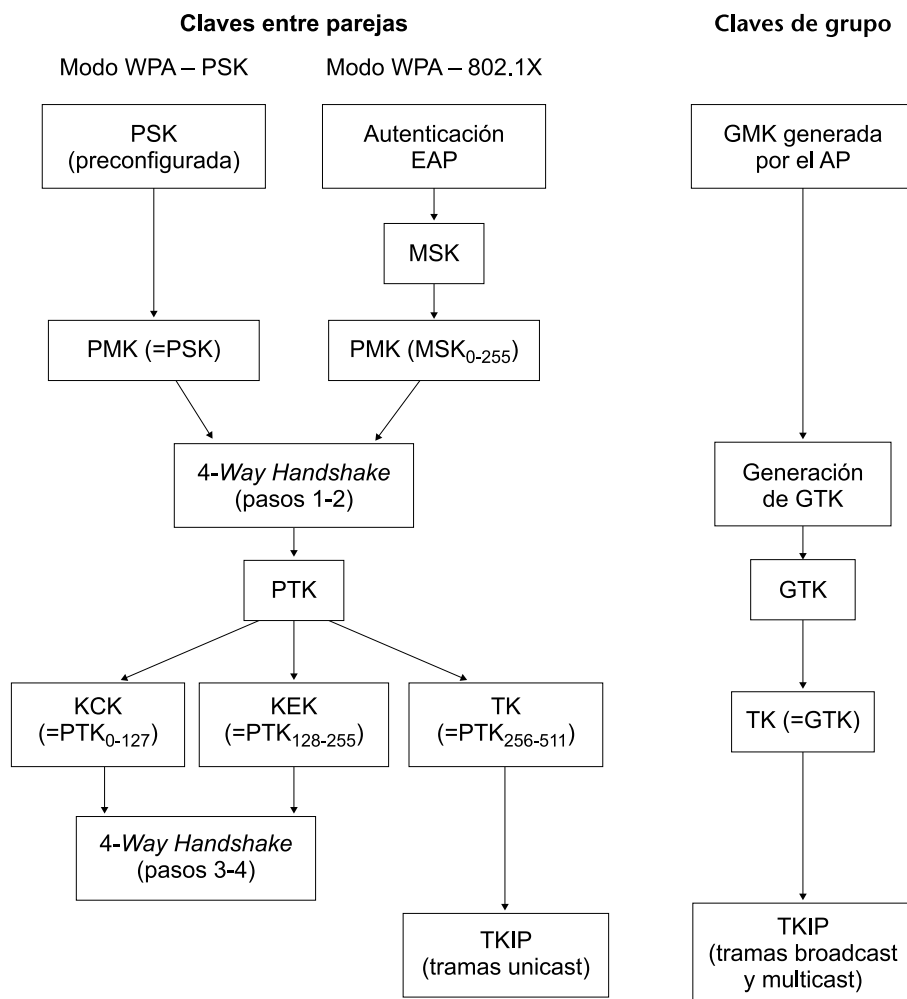 Claves entre parejas
Claves de grupo
Modo WPA – PSK
Modo WPA – 802.1X
PSK
(preconfigurada)
Autenticación
EAP
GMK generada
por el AP
MSK
PMK (=PSK)
PMK (MSK0-255)
4-Way Handshake
(pasos 1-2)
Generación
de GTK
PTK
GTK
KCK
(=PTK0-127)
KEK
(=PTK128-255)
TK
(=PTK256-511)
TK (=GTK)
4-Way Handshake
(pasos 3-4)
TKIP
(tramas unicast)
TKIP
(tramas broadcast
y multicast)